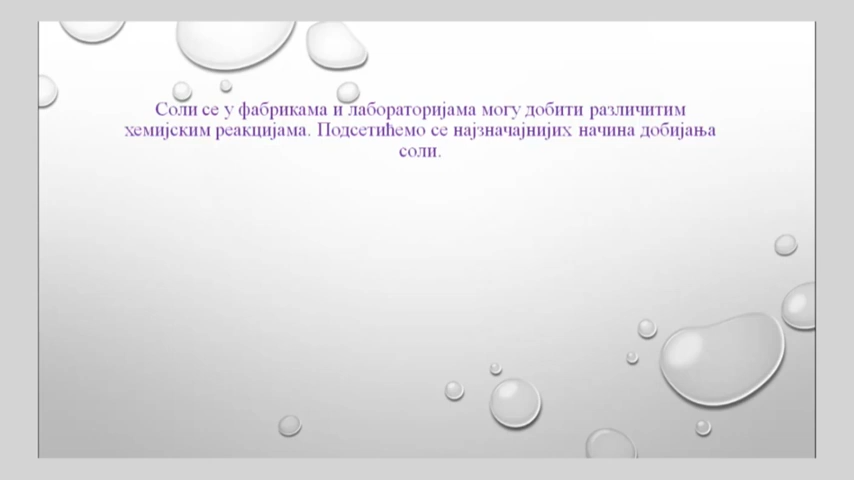 Соли се у фабрикама и лабораторијама могу добити различитим
хемијским реакцијама. Подсетићемо се најзначајнијих начина добијања
соли.